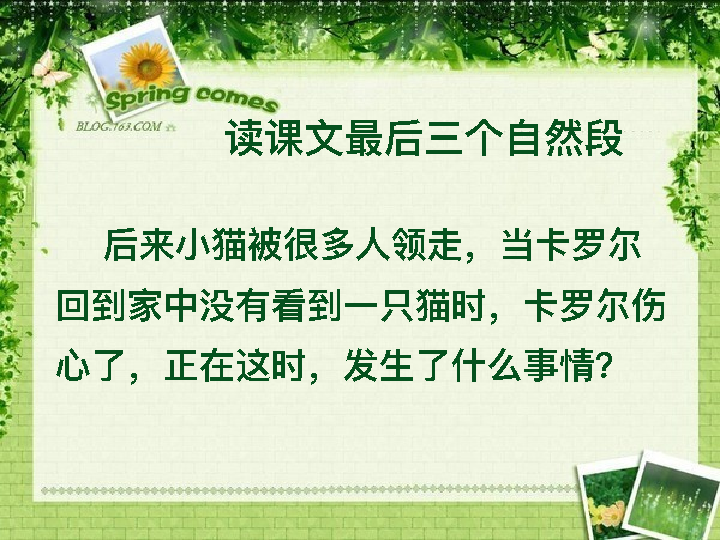 Spring comes
BLOG.163.COM
读课文最后三个自然段
后来小猫被很多人领走，当卡罗尔
回到家中没有看到一只猫时，卡罗尔伤
心了，正在这时，发生了什么事情？